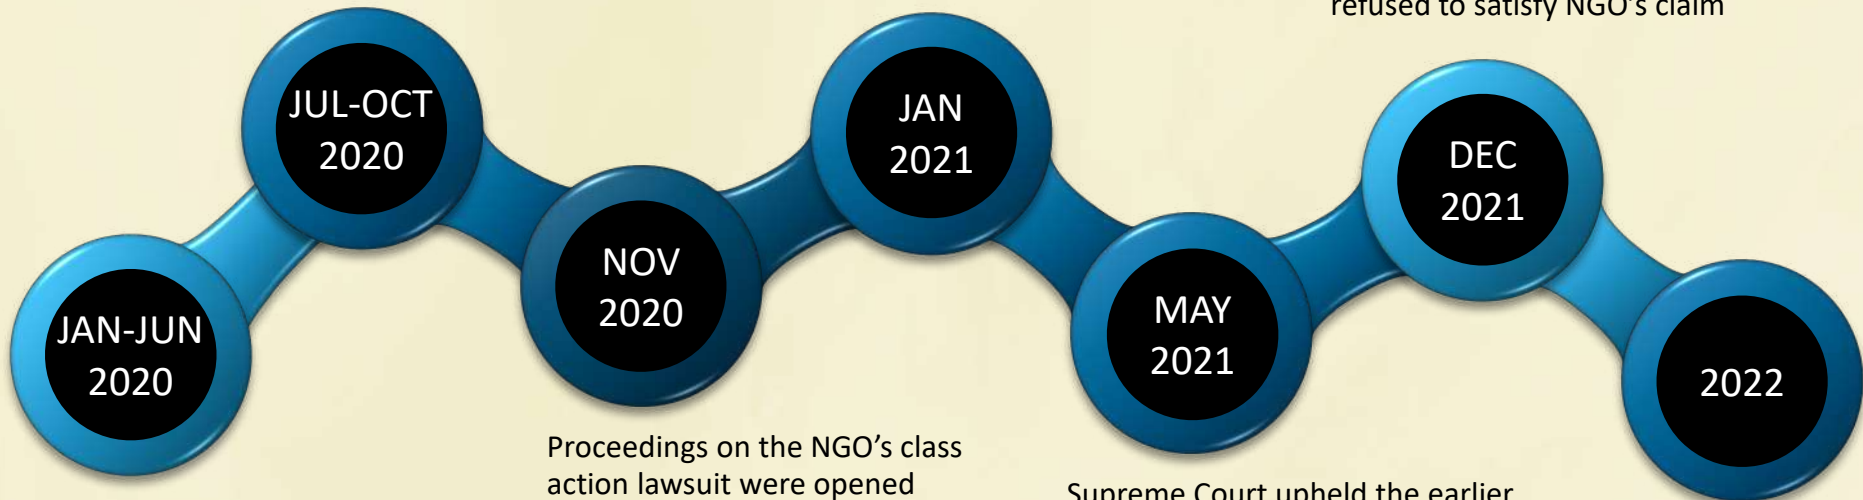 refused to satisfy NGO's claim
JUL-OCT
2020
JAN
2021
DEC
2021
NOV
2020
MAY
2021
JAN-JUN
2020
2022
Proceedings on the NGO's class
action lawsuit were opened
Supreme Court upheld the earlier